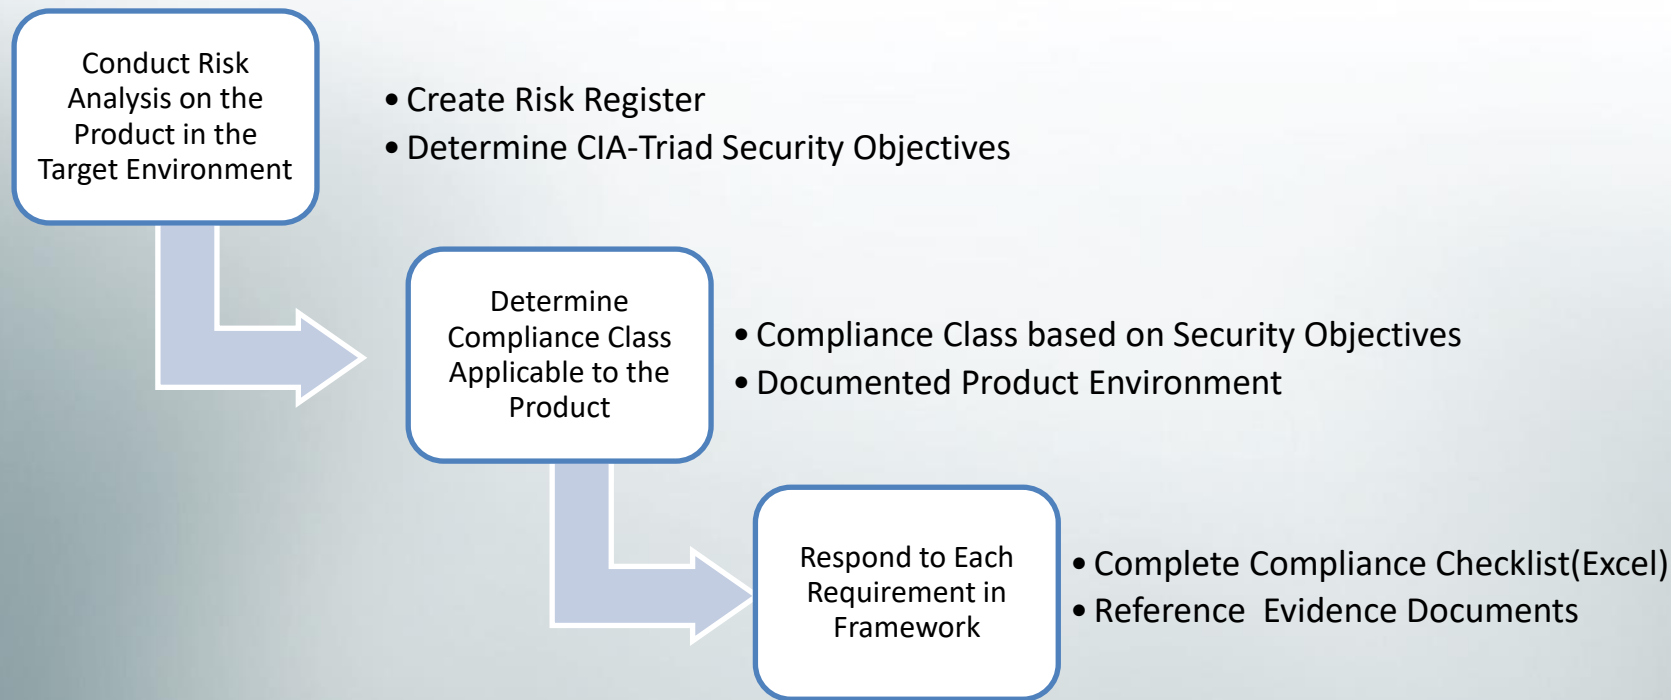 Conduct Risk
Analysis on the
Product in the
Target Environment
• Create Risk Register
• Determine CIA-Triad Security Objectives
Determine
Compliance Class
Applicable to the
Product
• Compliance Class based on Security Objectives
• Documented Product Environment
Respond to Each
Requirement in
Framework
• Complete Compliance Checklist(Excel)
• Reference  Evidence Documents